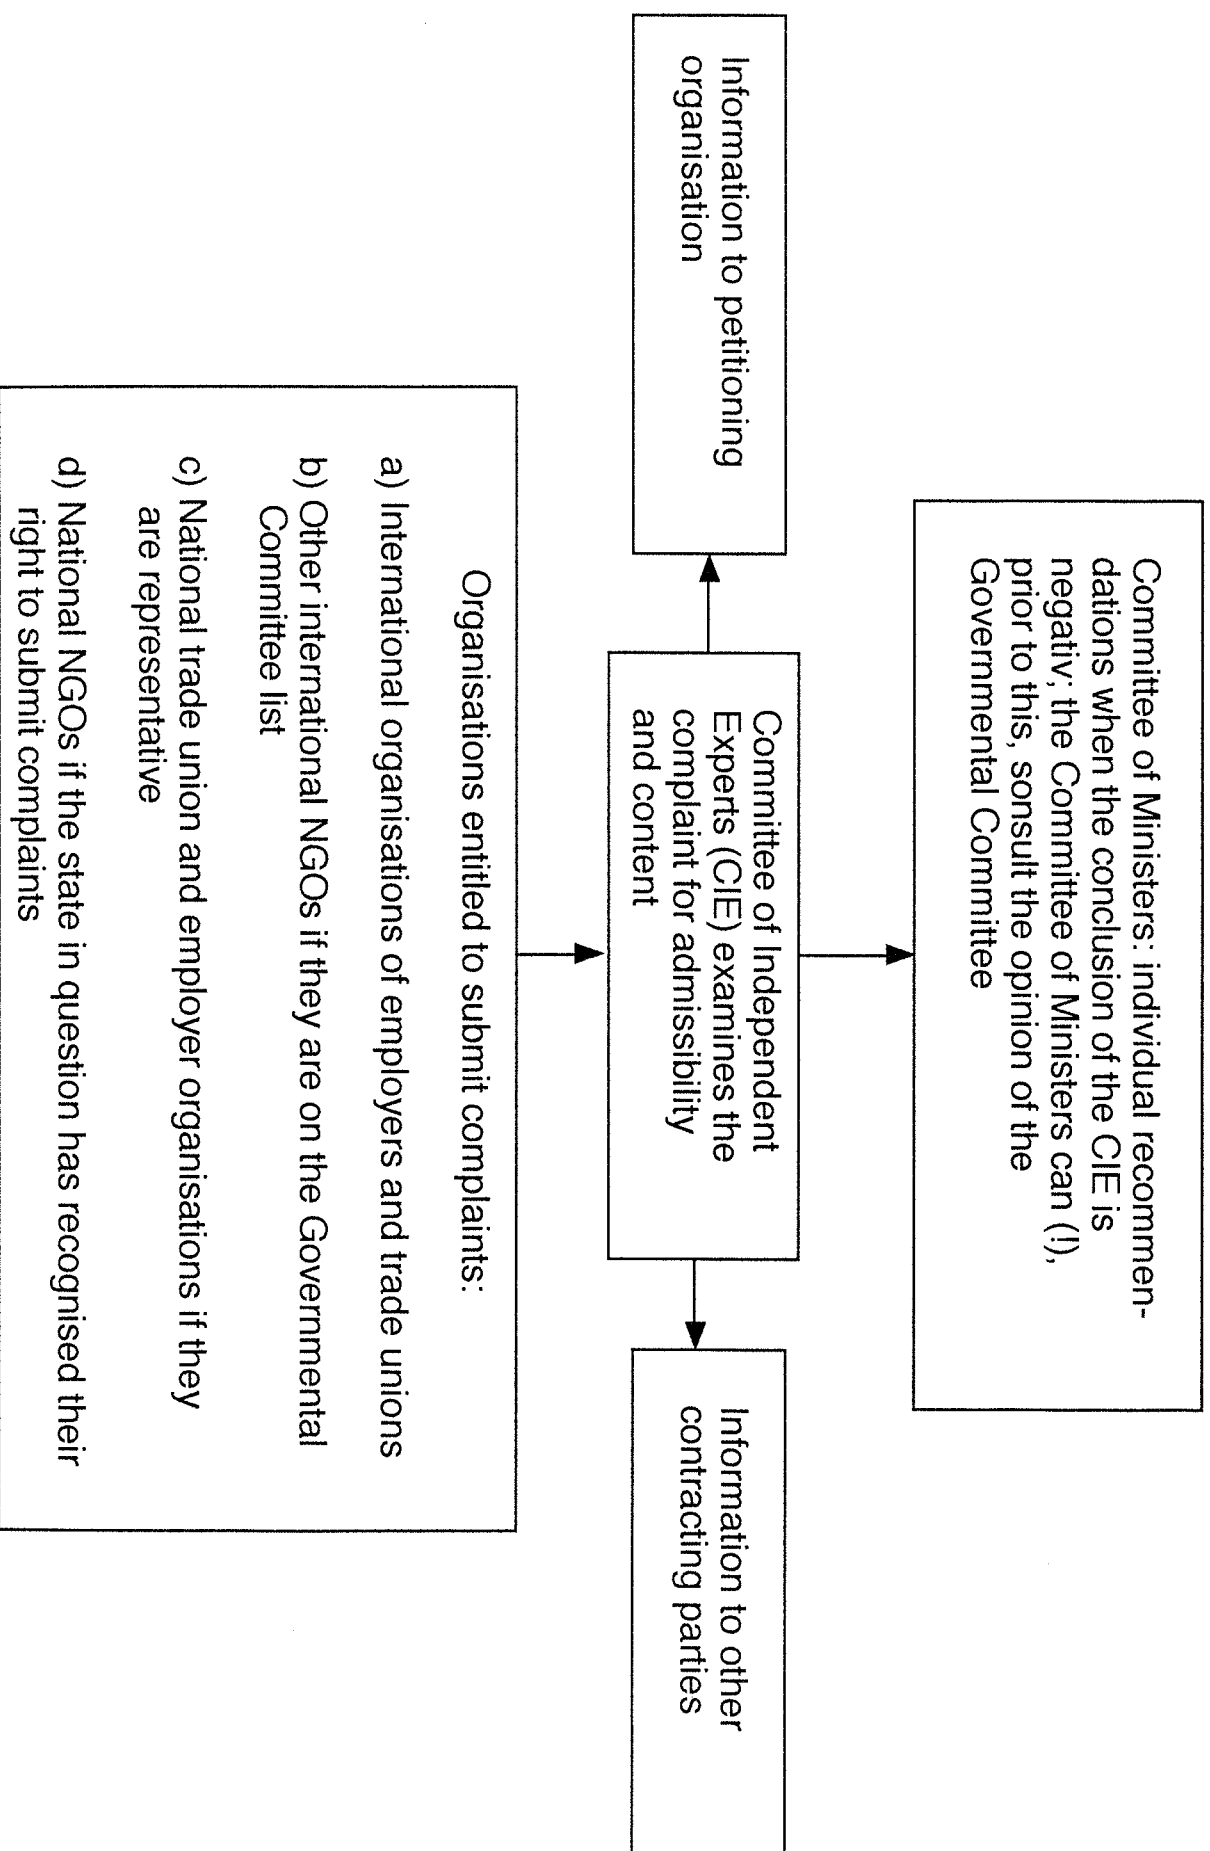 Committee of Ministers: individual recommen-
dations when the conclusion of the CIE is
negativ; the Committee of Ministers can (!),
prior to this, sonsult the opinion of the
Governmental Committee
Information to petitioning
organisation
Committee of Independent
Experts (CIE) examines the
complaint for admissibility
and content
Information to other
contracting parties
Organisations entitled to submit complaints:
a) International organisations of employers and trade unions
b) Other international NGOs if they are on the Governmental
Committee list
c) National trade union and employer organisations if they
are representative
d) National NGOs if the state in question has recognised their
right to submit complaints